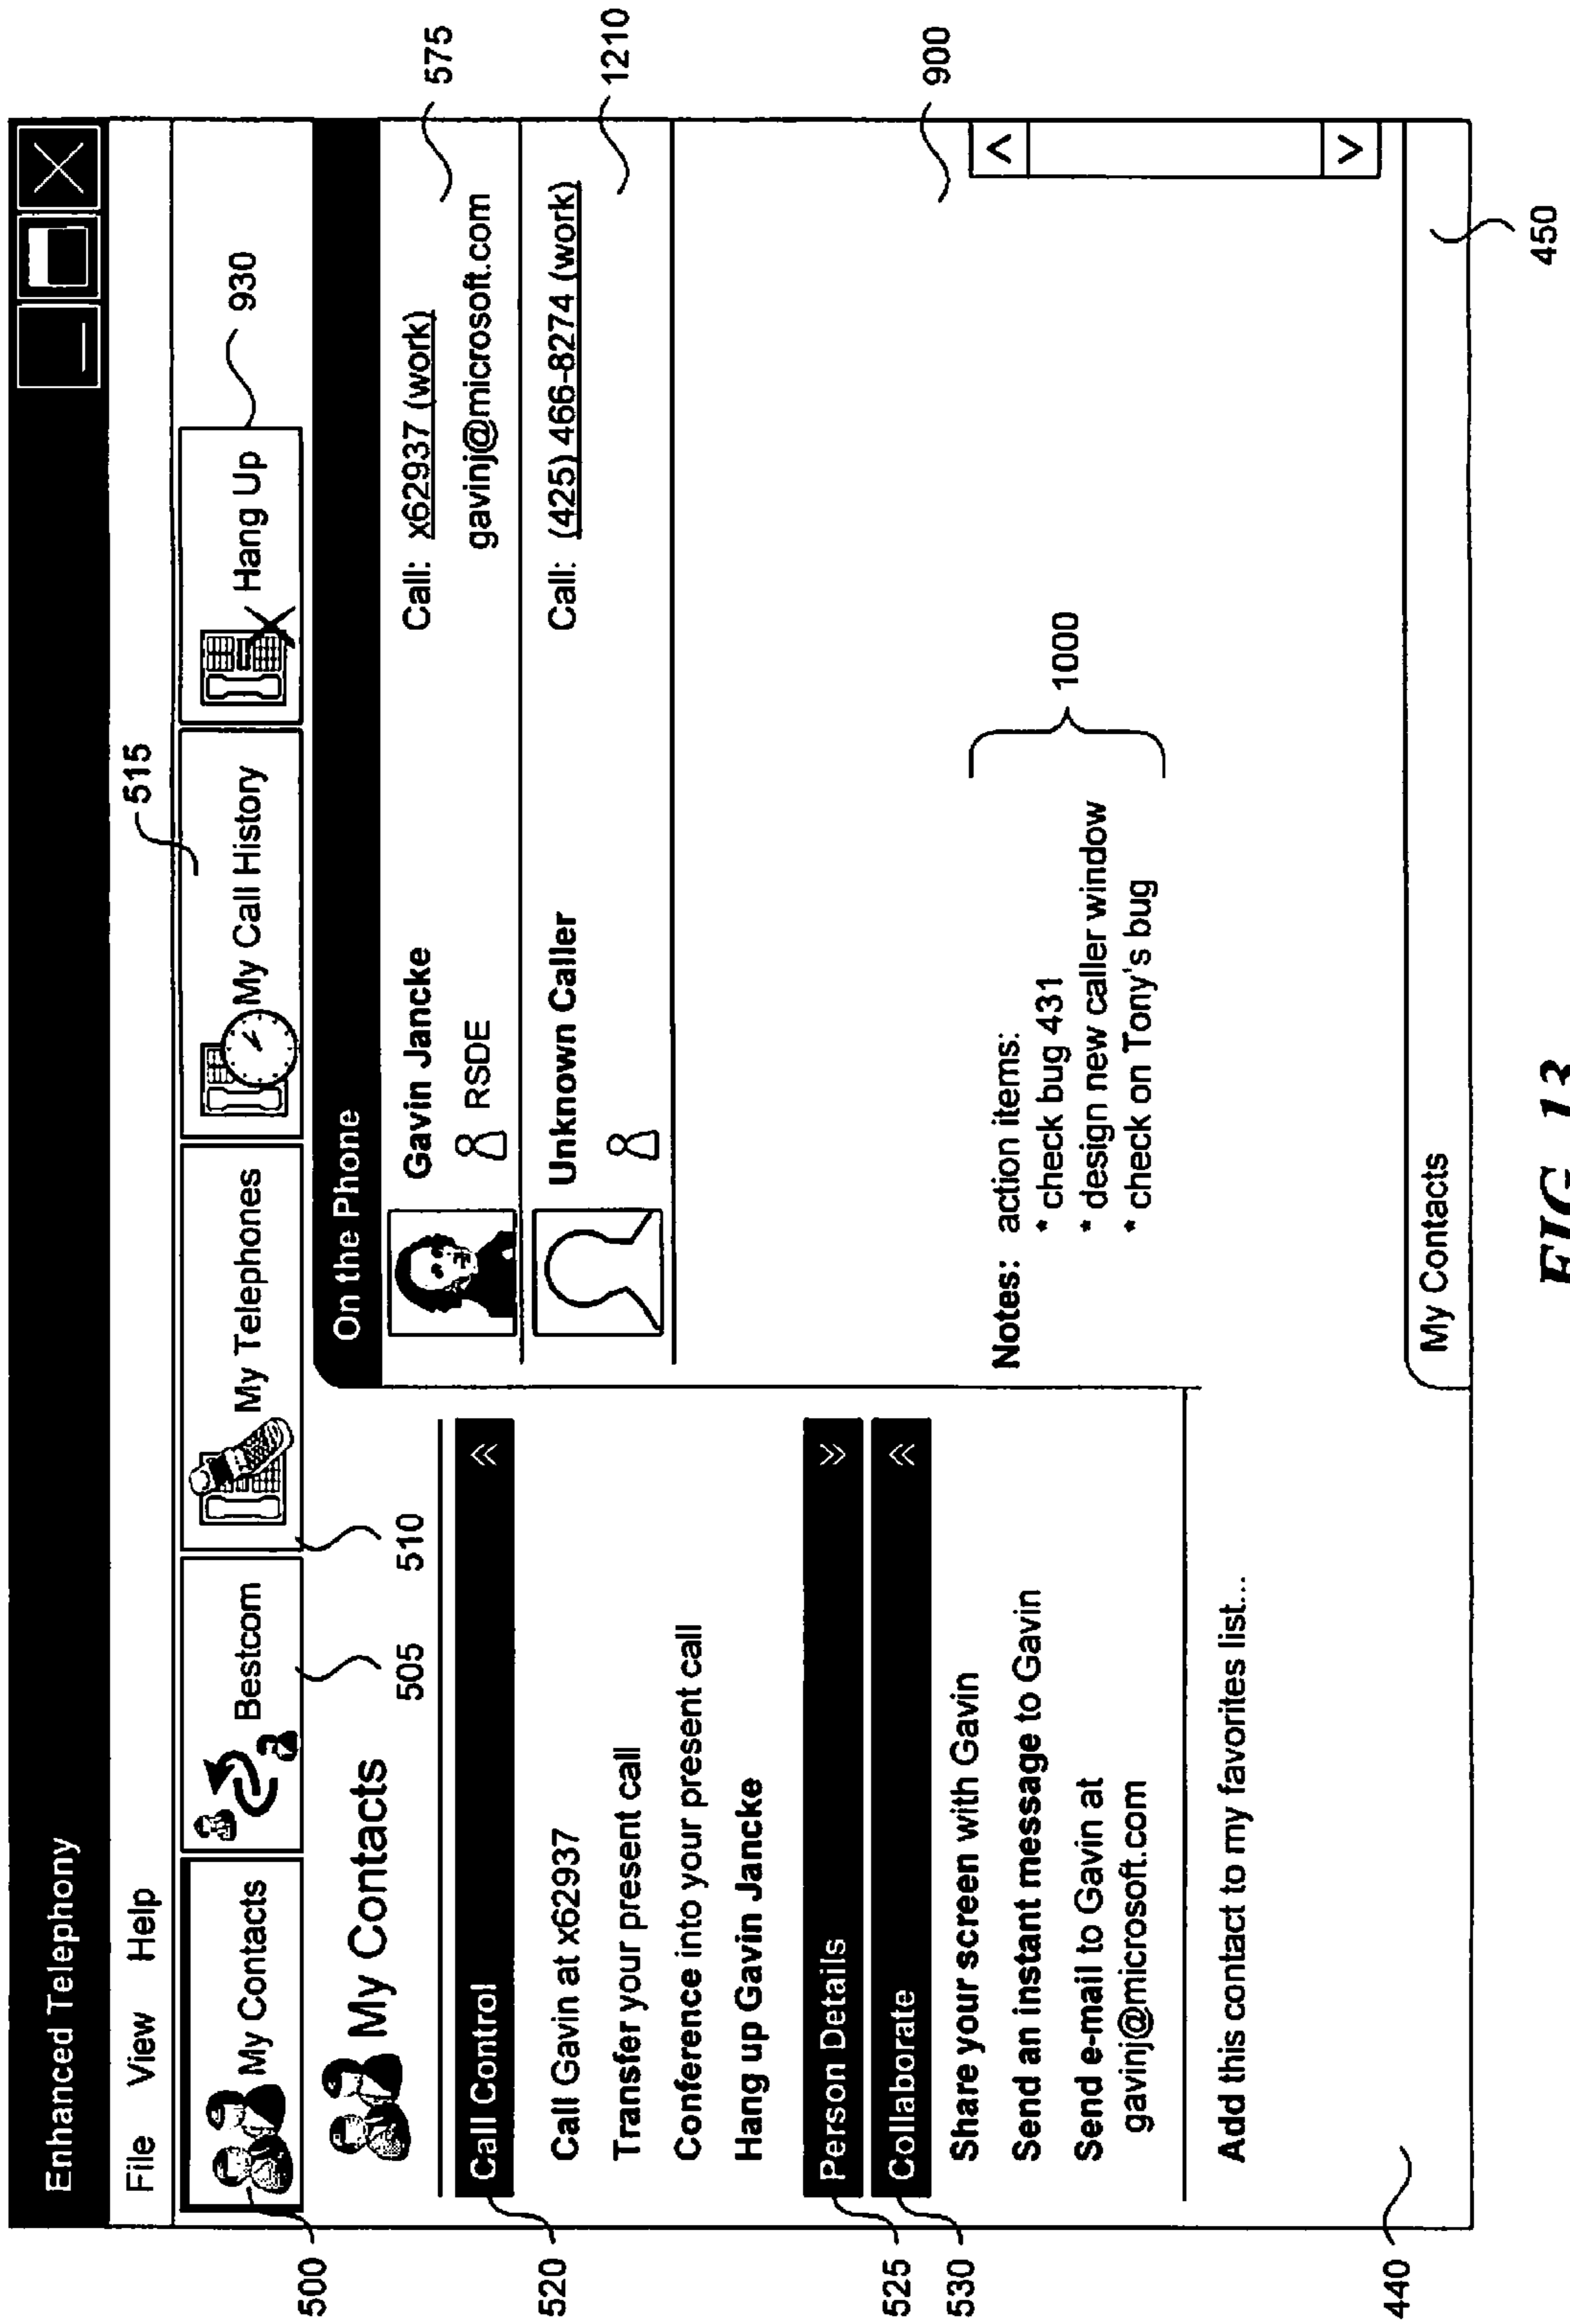 Enhanced Telephony
File View Help
My Contacts
Bestcom
My Telephones
My Call History
Hang Up
515
930
500
505
510
My Contacts
Call Control
520
Call Gavin at x62937
Transfer your present call
Conference into your present call
Hang up Gavin Jancke
Person Details
525
Collaborate
530
Share your screen with Gavin
Send an instant message to Gavin
Send e-mail to Gavin at
gavinj@microsoft.com
Add this contact to my favorites list...
440
On the Phone
Gavin Jancke Call: x62937 (work)
RSDE gavinj@microsoft.com
575
Unknown Caller Call: (425) 466-8274 (work)
1210
900
Notes: action items:
* check bug 431
* design new caller window
* check on Tony's bug
1000
My Contacts
450
FIG. 13